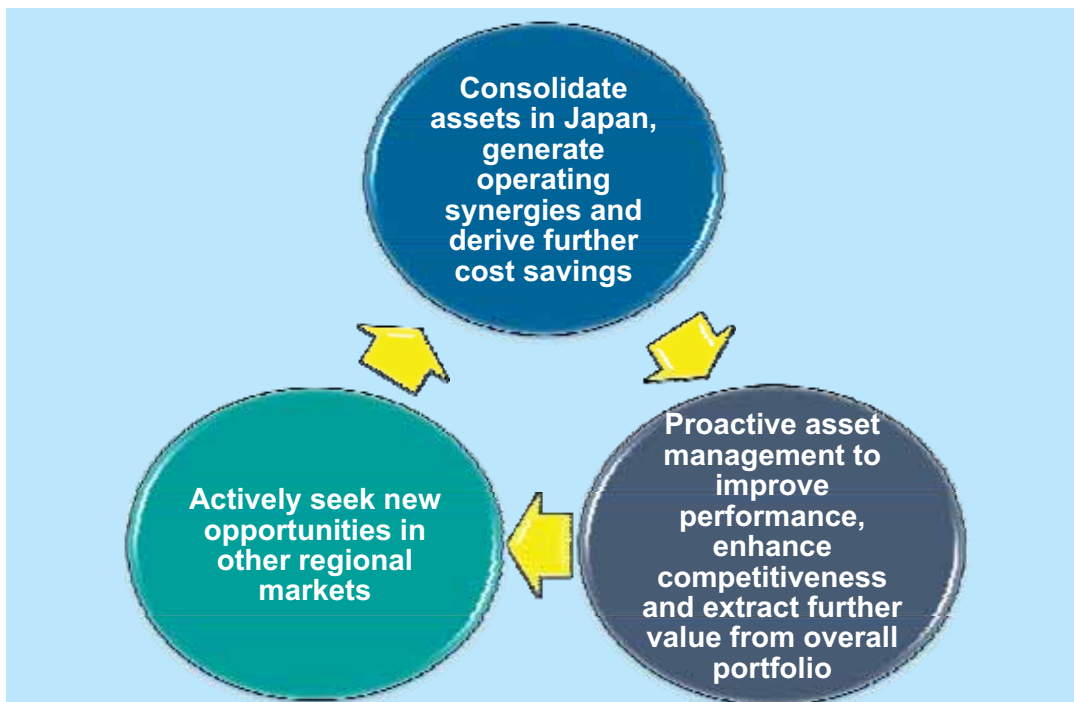 Consolidate
assets in Japan,
generate
operating
synergies and
derive further
cost savings
Proactive asset
management to
improve
performance,
enhance
competitiveness
and extract further
value from overall
portfolio
Actively seek new
opportunities in
other regional
markets